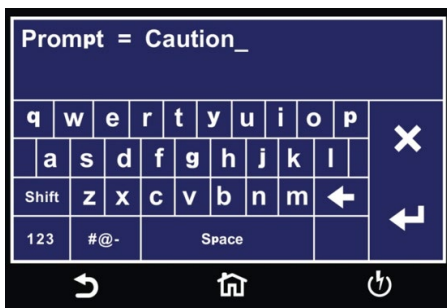 Prompt = Caution_
q w e r t y u i o p
a s d f g h j k l
Shift z x c v b n m
123 #@- Space